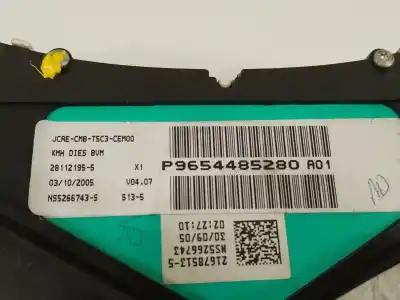 JCAE-CMB-T5C3-CEM00
KMH DIES BVM
28112195-5 X1
03/10/2005 V04.07
N55266743-5 513-5
P9654485280 A01
21678513-5
N55266743
30/09/05
02:27:10